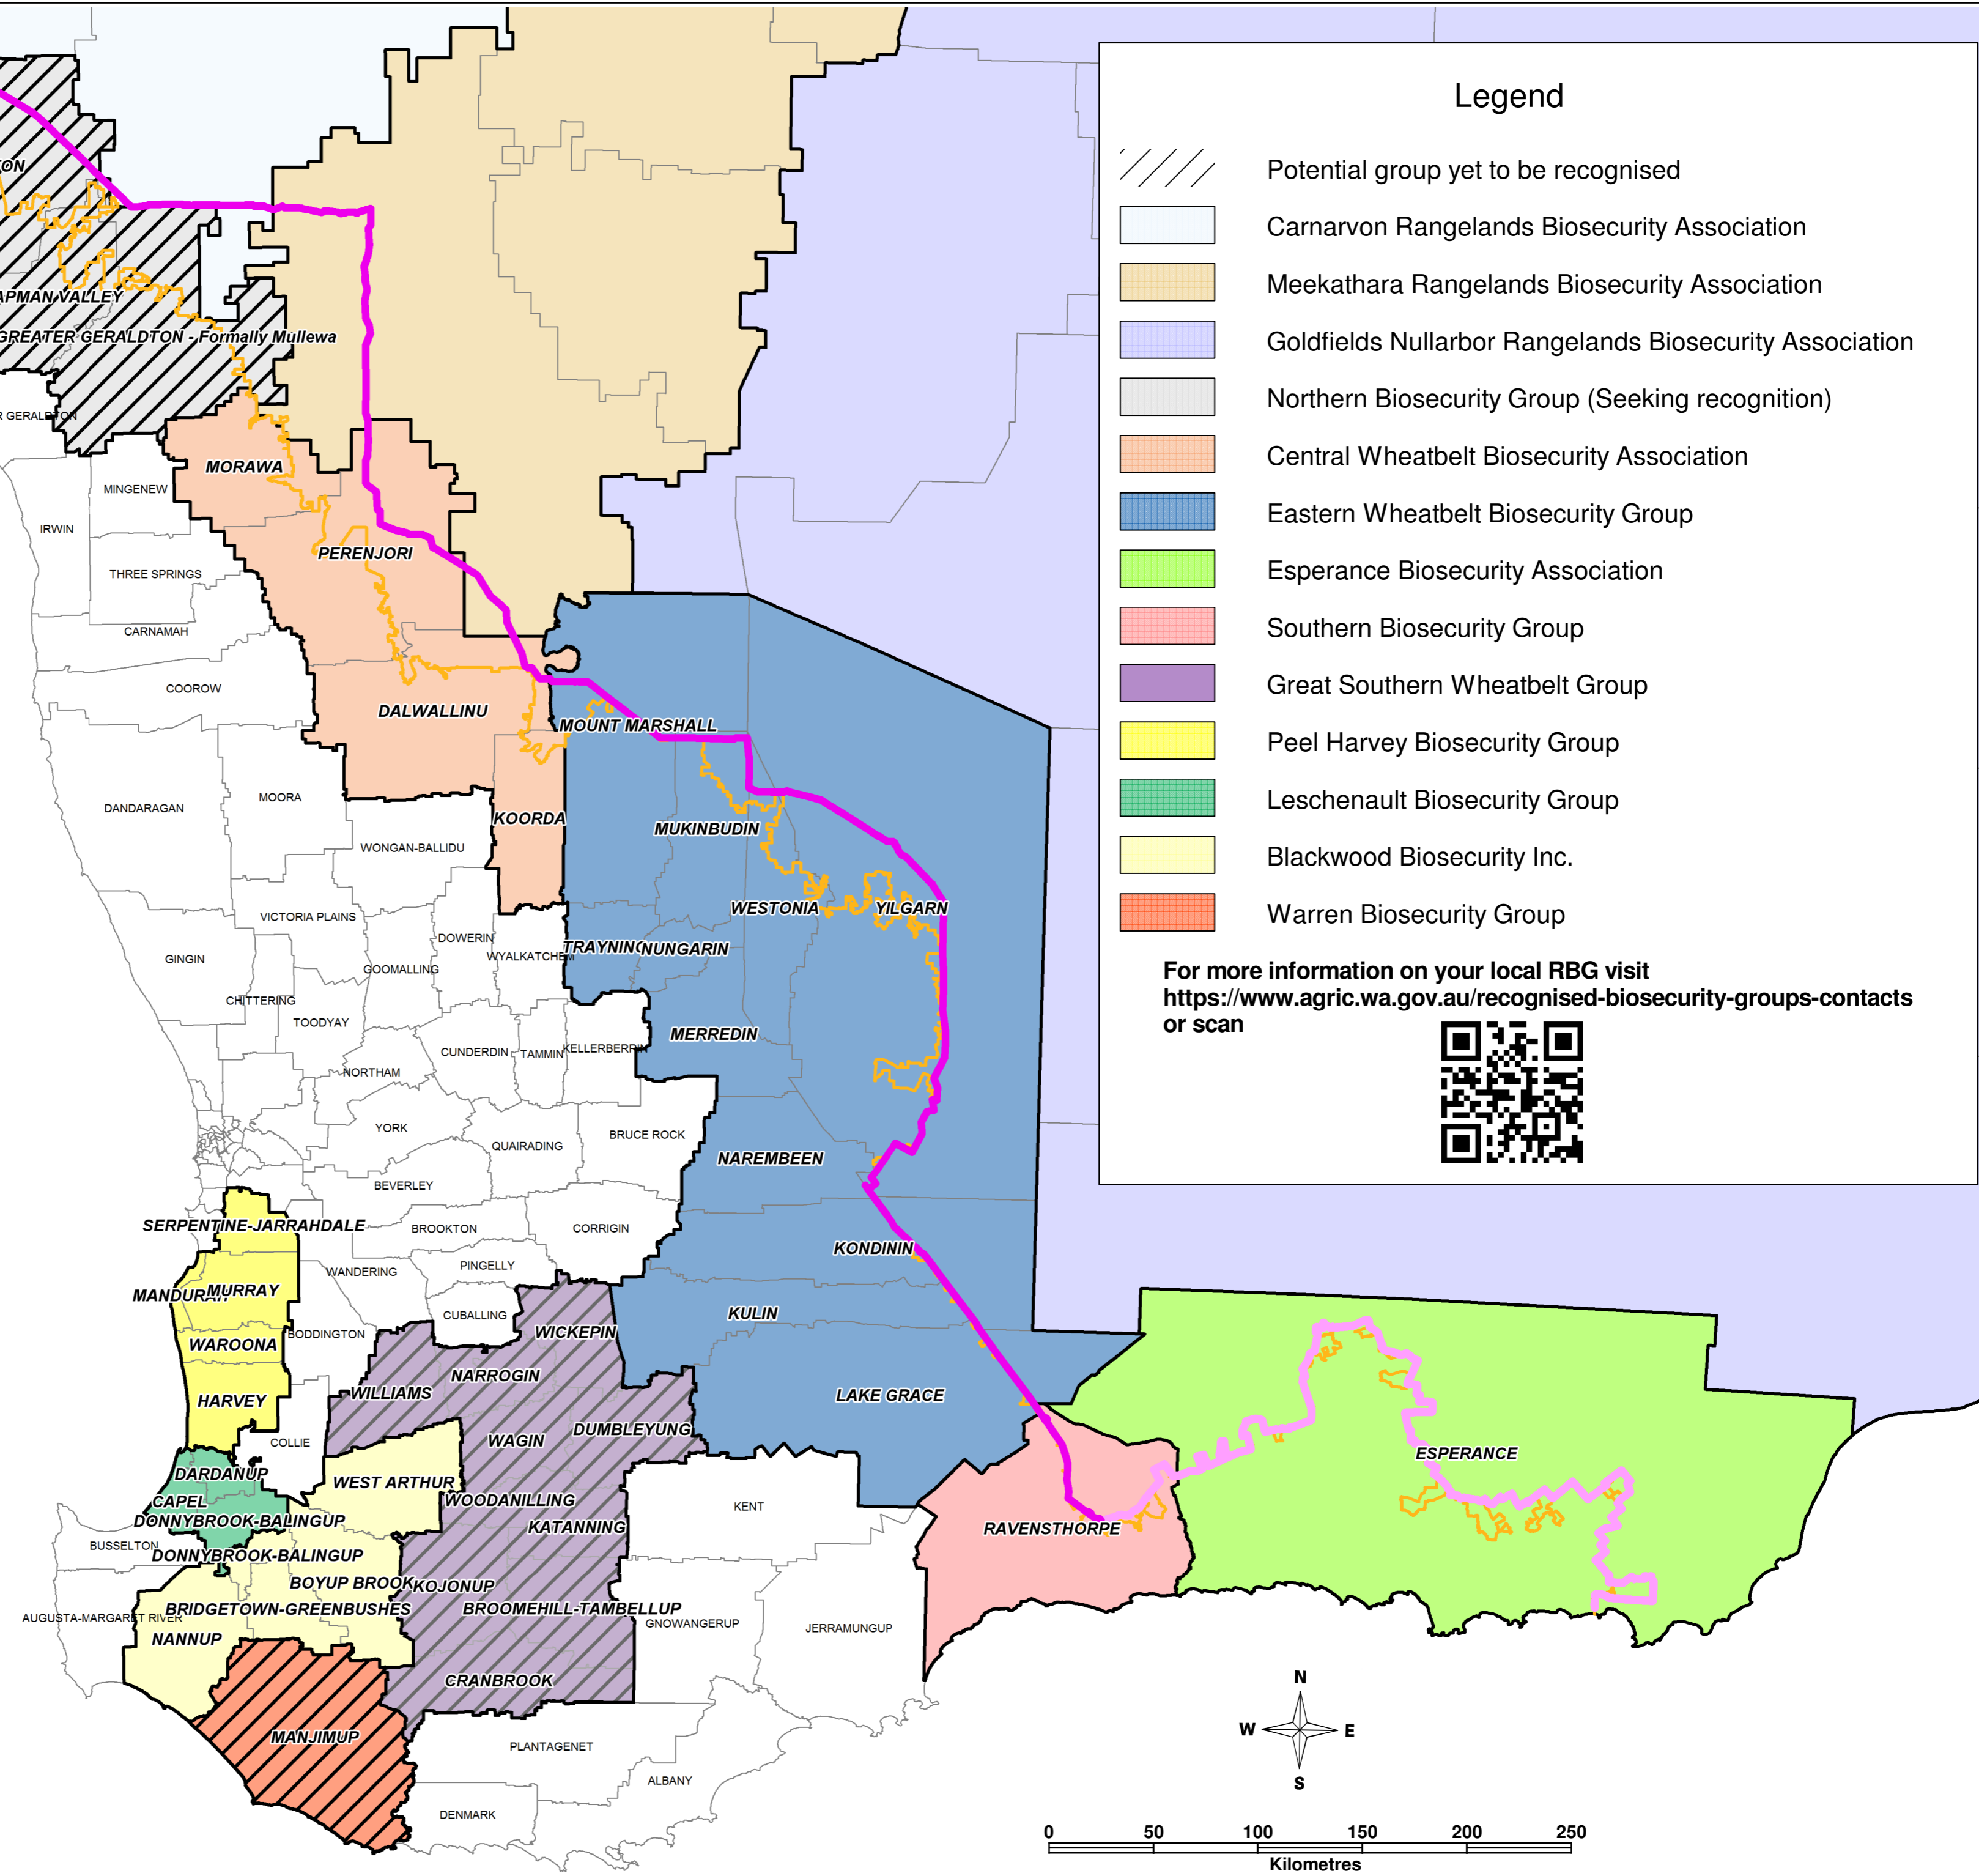 Legend
Potential group yet to be recognised
Carnarvon Rangelands Biosecurity Association
Meekathara Rangelands Biosecurity Association
Goldfields Nullarbor Rangelands Biosecurity Association
Northern Biosecurity Group (Seeking recognition)
Central Wheatbelt Biosecurity Association
Eastern Wheatbelt Biosecurity Group
Esperance Biosecurity Association
Southern Biosecurity Group
Great Southern Wheatbelt Group
Peel Harvey Biosecurity Group
Leschenault Biosecurity Group
Blackwood Biosecurity Inc.
Warren Biosecurity Group
For more information on your local RBG visit
https://www.agric.wa.gov.au/recognised-biosecurity-groups-contacts
or scan
ON
APMAN VALLEY
GREATER GERALDTON - Formally Mullewa
R GERALDTON
MORAWA
MINGENEW
IRWIN
PERENJORI
THREE SPRINGS
CARNAMAH
COOROW
DALWALLINU
MOUNT MARSHALL
DANDARAGAN
MOORA
KOORDA
MUKINBUDIN
WONGAN-BALLIDU
WESTONIA
YILGARN
VICTORIA PLAINS
DOWERIN
TRAYNING
NUNGARIN
WYALKATCHEM
GINGIN
GOOMALLING
CHITTERING
TOODYAY
MERREDIN
CUNDERDIN
TAMMIN
KELLERBERRIN
NORTHAM
YORK
QUAIRADING
BRUCE ROCK
NAREMBEEN
BEVERLEY
SERPENTINE-JARRAHDALE
BROOKTON
CORRIGIN
KONDININ
WANDERING
PINGELLY
MANDURAH
MURRAY
CUBALLING
KULIN
WICKEPIN
BODDINGTON
WAROONA
NARROGIN
WILLIAMS
LAKE GRACE
HARVEY
DUMBLEYUNG
COLLIE
WAGIN
ESPERANCE
DARDANUP
WEST ARTHUR
CAPEL
WOODANILLING
KENT
DONNYBROOK-BALINGUP
KATANNING
RAVENSTHORPE
BUSSELTON
DONNYBROOK-BALINGUP
BOYUP BROOK
KOJONUP
BRIDGETOWN-GREENBUSHES
BROOMEHILL-TAMBELLUP
AUGUSTA-MARGARET RIVER
GNOWANGERUP
JERRAMUNGUP
NANNUP
CRANBROOK
MANJIMUP
PLANTAGENET
ALBANY
DENMARK
N
W E
S
0 50 100 150 200 250
Kilometres